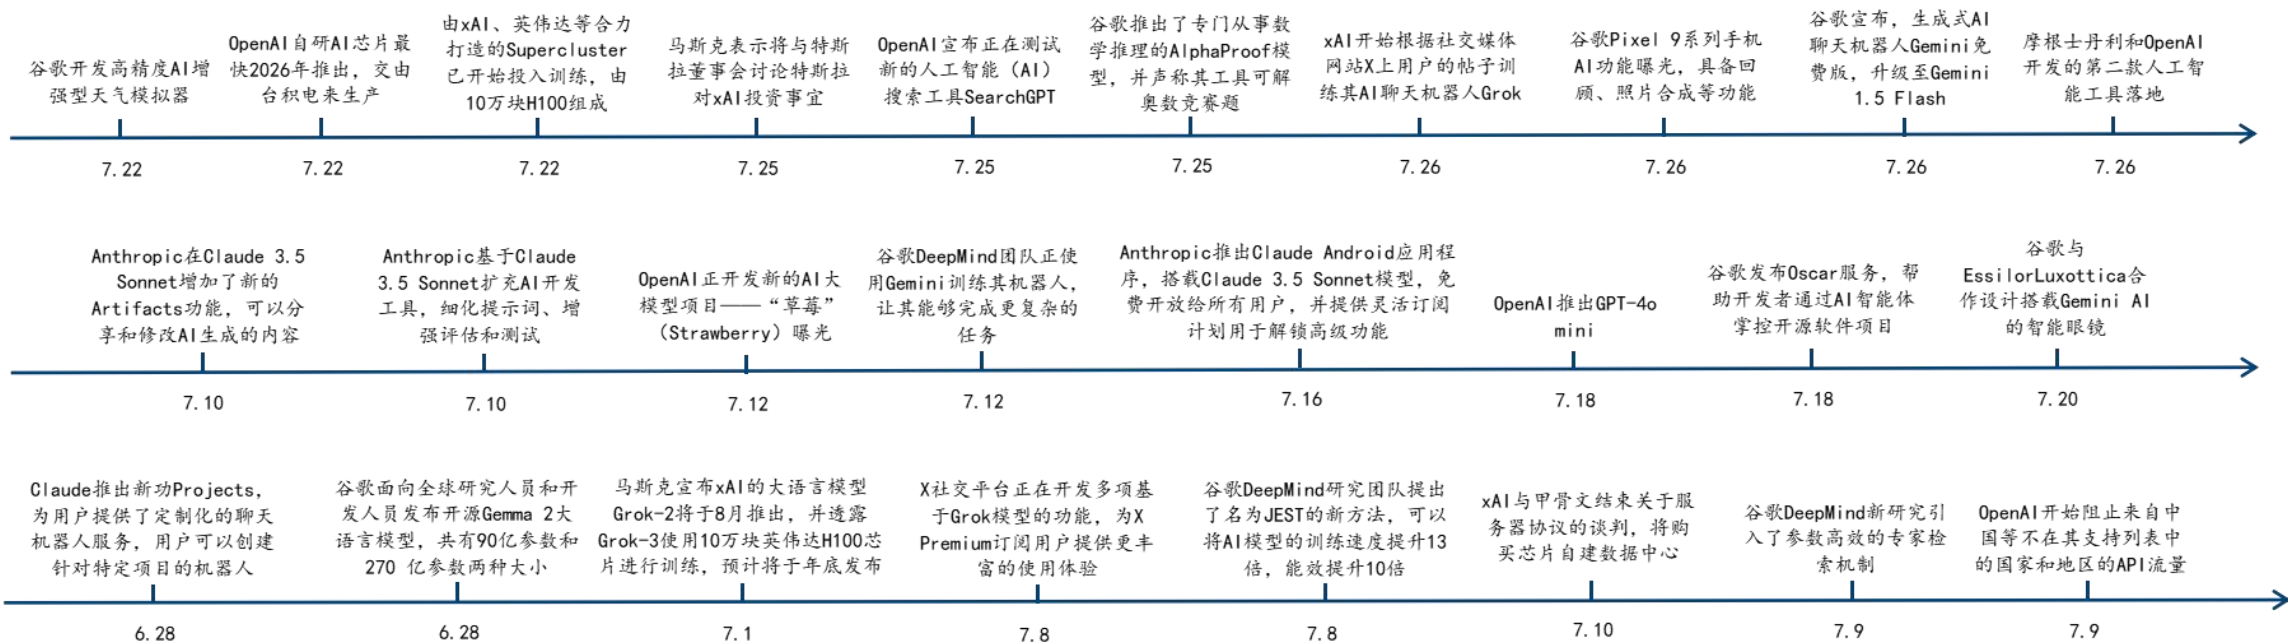 谷歌开发高精度AI增
强型天气模拟器
OpenAI自研AI芯片最
快2026年推出，交由
台积电来生产
由xAI、英伟达等合力
打造的Supercluster
已开始投入训练，由
10万块H100组成
马斯克表示将与特斯
拉董事会讨论特斯拉
对xAI投资事宜
OpenAI宣布正在测试
新的人工智能（AI）
搜索工具SearchGPT
谷歌推出了专门从事数
学推理的AlphaProof模
型，并声称其工具可解
奥数竞赛题
xAI开始根据社交媒体
网站X上用户的帖子训
练其AI聊天机器人Grok
谷歌Pixel 9系列手机
AI功能曝光，具备回
顾、照片合成等功能
谷歌宣布，生成式AI
聊天机器人Gemini免
费版，升级至Gemini
1.5 Flash
摩根士丹利和OpenAI
开发的第二款人工智
能工具落地
7.22
7.22
7.22
7.25
7.25
7.25
7.26
7.26
7.26
7.26
Anthropic在Claude 3.5
Sonnet增加了新的
Artifacts功能，可以分
享和修改AI生成的内容
Anthropic基于Claude
3.5 Sonnet扩充AI开发
工具，细化提示词、增
强评估和测试
OpenAI正开发新的AI大
模型项目——“草莓”
（Strawberry）曝光
谷歌DeepMind团队正使
用Gemini训练其机器人，
让其能够完成更复杂的
任务
Anthropic推出Claude Android应用程
序，搭载Claude 3.5 Sonnet模型，免
费开放给所有用户，并提供灵活订阅
计划用于解锁高级功能
OpenAI推出GPT-4o
mini
谷歌发布Oscar服务，帮
助开发者通过AI智能体
掌控开源软件项目
谷歌与
EssilorLuxottica合
作设计搭载Gemini AI
的智能眼镜
7.10
7.10
7.12
7.12
7.16
7.18
7.18
7.20
Claude推出新功Projects，
为用户提供了定制化的聊天
机器人服务，用户可以创建
针对特定项目的机器人
谷歌面向全球研究人员和开
发人员发布开源Gemma 2大
语言模型，共有90亿参数和
270 亿参数两种大小
马斯克宣布xAI的大语言模型
Grok-2将于8月推出，并透露
Grok-3使用10万块英伟达H100芯
片进行训练，预计将于年底发布
X社交平台正在开发多项基
于Grok模型的功能，为X
Premium订阅用户提供更丰
富的使用体验
谷歌DeepMind研究团队提出
了名为JEST的新方法，可以
将AI模型的训练速度提升13
倍，能效提升10倍
xAI与甲骨文结束关于服
务器协议的谈判，将购
买芯片自建数据中心
谷歌DeepMind新研究引
入了参数高效的专家检
索机制
OpenAI开始阻止来自中
国等不在其支持列表中
的国家和地区的API流量
6.28
6.28
7.1
7.8
7.8
7.10
7.9
7.9